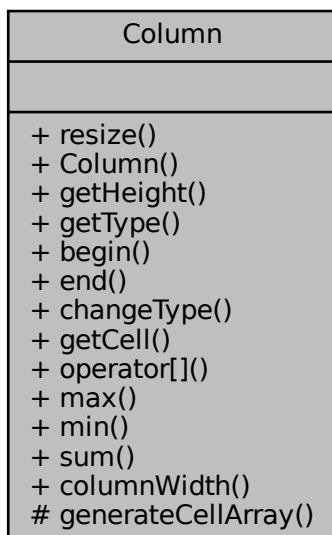 Column
+ resize()
+ Column()
+ getHeight()
+ getType()
+ begin()
+ end()
+ changeType()
+ getCell()
+ operator[]()
+ max()
+ min()
+ sum()
+ columnWidth()
# generateCellArray()